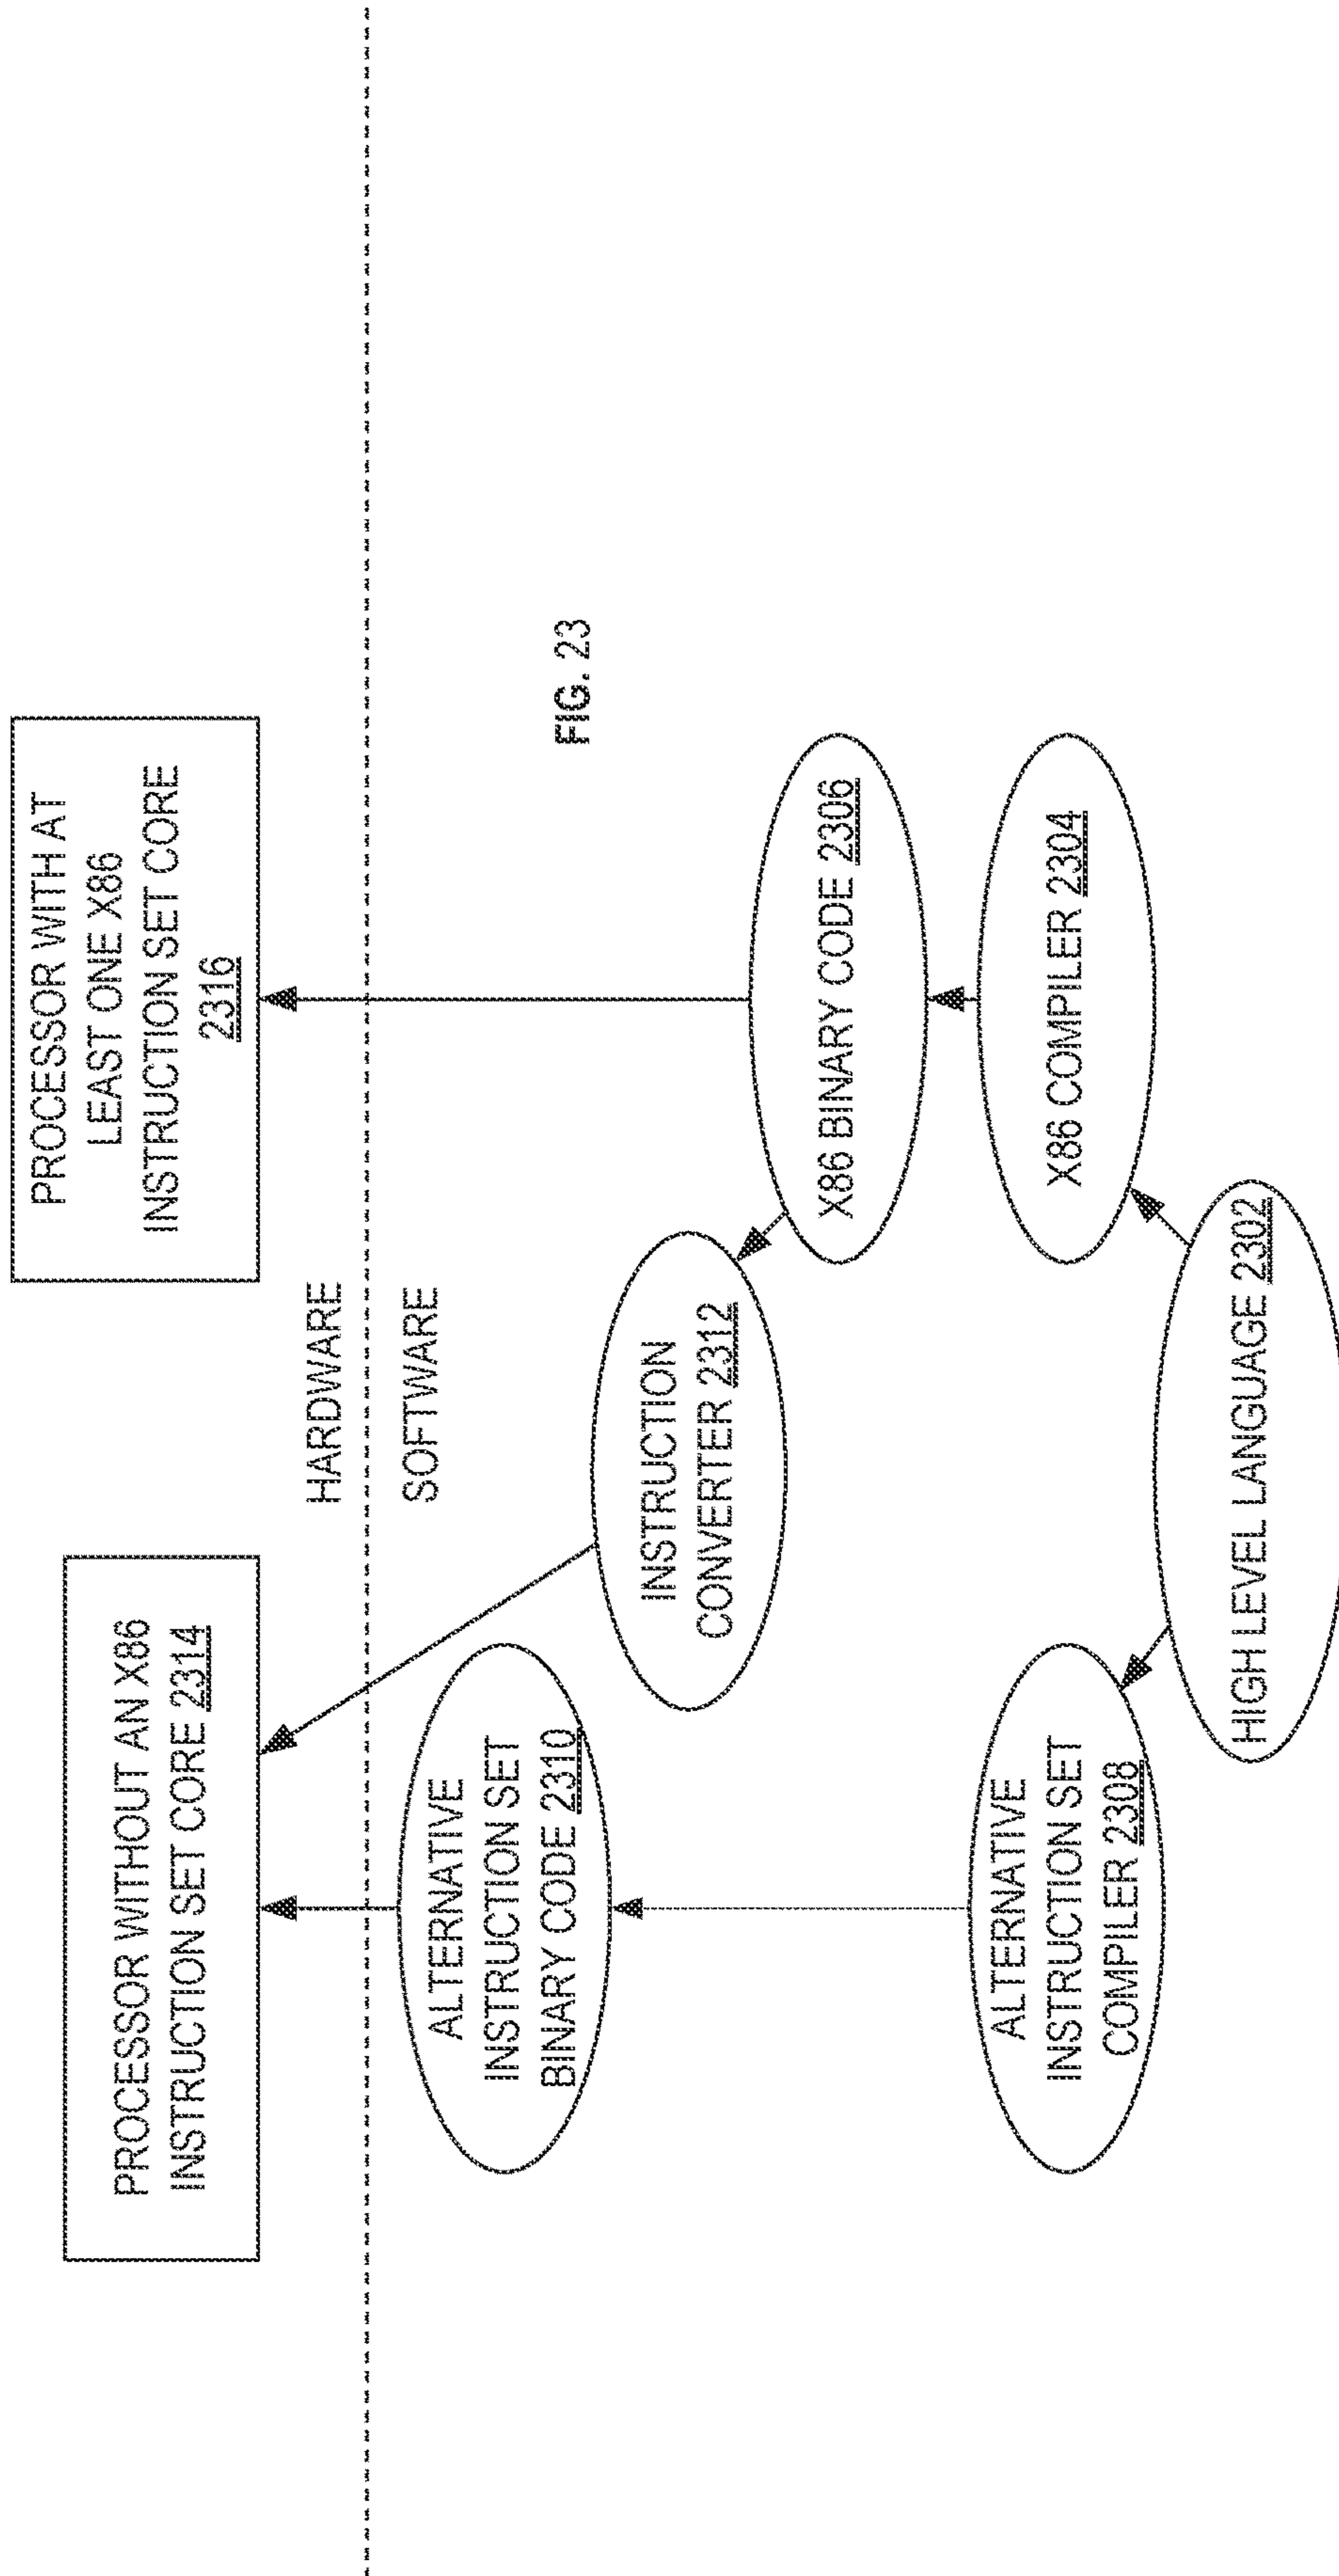 PROCESSOR WITHOUT AN X86
INSTRUCTION SET CORE 2314
PROCESSOR WITH AT
LEAST ONE X86
INSTRUCTION SET CORE
2316
HARDWARE
SOFTWARE
ALTERNATIVE
INSTRUCTION SET
BINARY CODE 2310
INSTRUCTION
CONVERTER 2312
FIG. 23
X86 BINARY CODE 2306
ALTERNATIVE
INSTRUCTION SET
COMPILER 2308
X86 COMPILER 2304
HIGH LEVEL LANGUAGE 2302